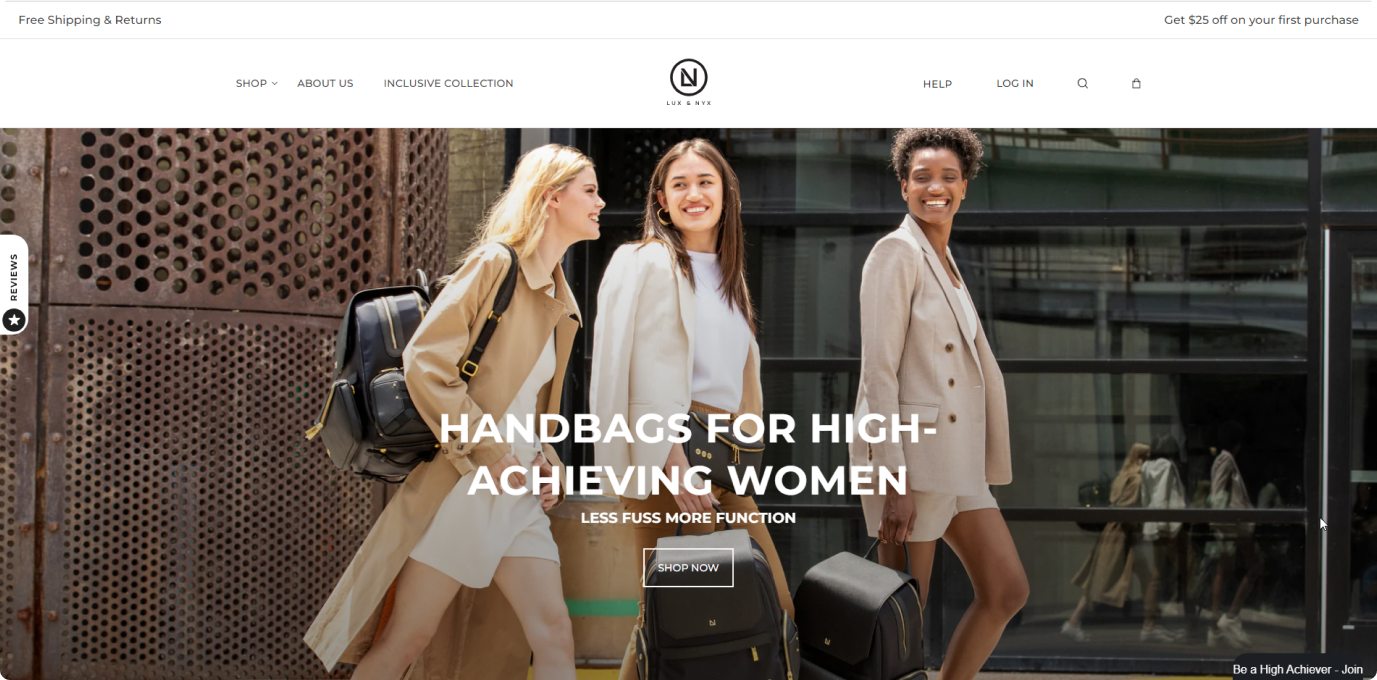 Free Shipping & Returns
Get $25 off on your first purchase
SHOP
ABOUT US
INCLUSIVE COLLECTION
LUX & NYX
HELP
LOG IN
REVIEWS
HANDBAGS FOR HIGH-
ACHIEVING WOMEN
LESS FUSS MORE FUNCTION
SHOP NOW
Be a High Achiever - Join